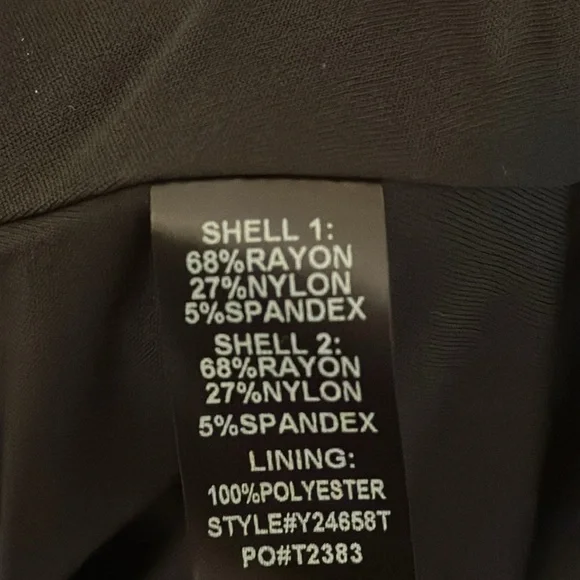 SHELL 1:
68%RAYON
27%NYLON
5%SPANDEX
SHELL 2:
68%RAYON
27%NYLON
5%SPANDEX
LINING:
100%POLYESTER
STYLE#Y24658T
PO#T2383